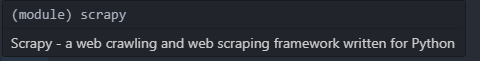 (module) scrapy
Scrapy - a web crawling and web scraping framework written for Python